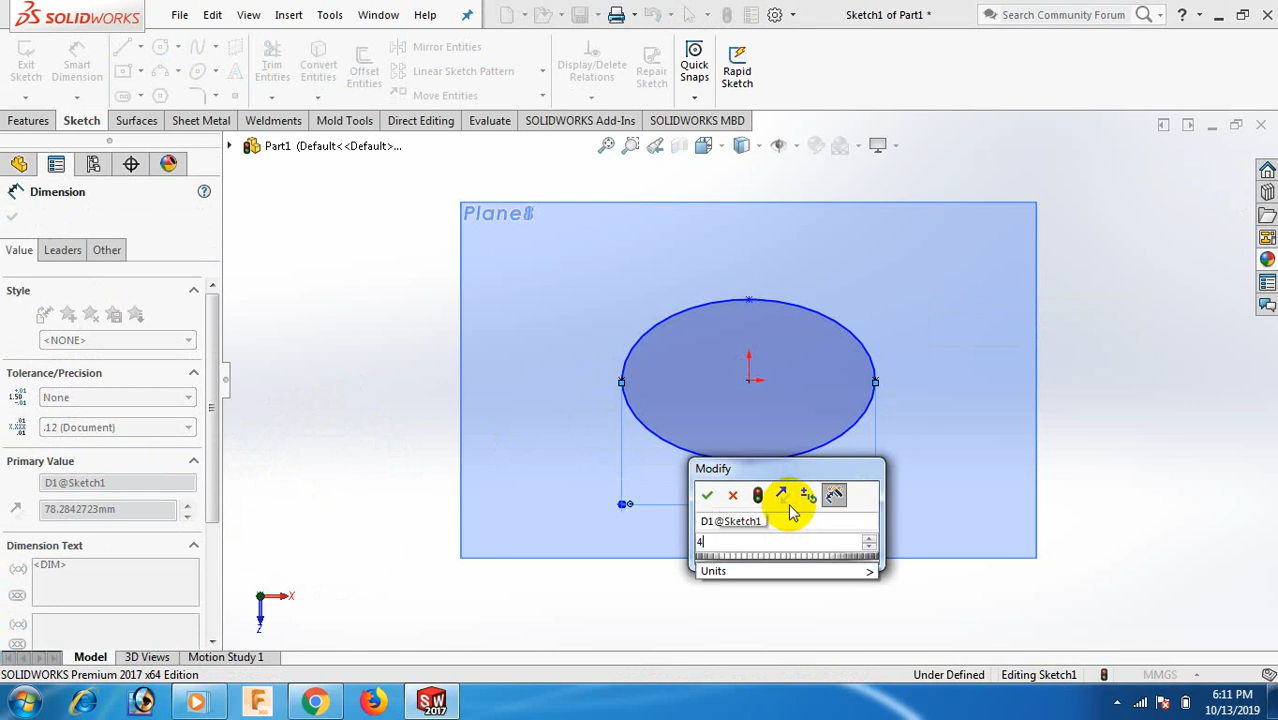 SOLIDWORKS
File Edit View Insert Tools Window Help
Sketch1 of Part1 *
Search Community Forum
?
Exit Sketch
Smart Dimension
Trim Entities
Convert Entities
Offset Entities
Mirror Entities
Linear Sketch Pattern
Move Entities
Display/Delete Relations
Repair Sketch
Quick Snaps
Rapid Sketch
Features Sketch Surfaces Sheet Metal Weldments Mold Tools Direct Editing Evaluate SOLIDWORKS Add-Ins SOLIDWORKS MBD
Part1 (Default<<Default>...
Dimension
?
Value Leaders Other
Style
<NONE>
Tolerance/Precision
None
.12 (Document)
Primary Value
D1@Sketch1
78.2842723mm
Dimension Text
<DIM>
Modify
D1@Sketch1
4
Units >
X
Z
Model 3D Views Motion Study 1
SOLIDWORKS Premium 2017 x64 Edition
Under Defined
Editing Sketch1
MMGS
SW 2017
6:11 PM
10/13/2019